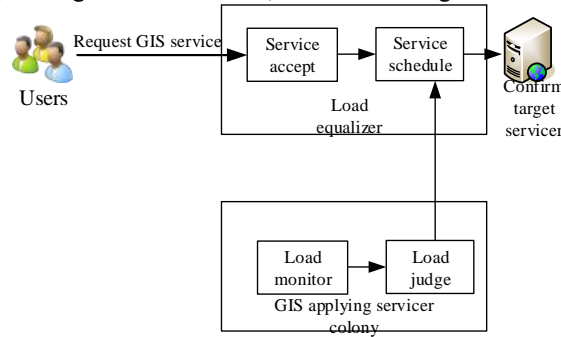 Request GIS service
Users
Service
accept
Service
schedule
Load
equalizer
Confirm
target
servicer
Load
monitor
Load
judge
GIS applying servicer
colony